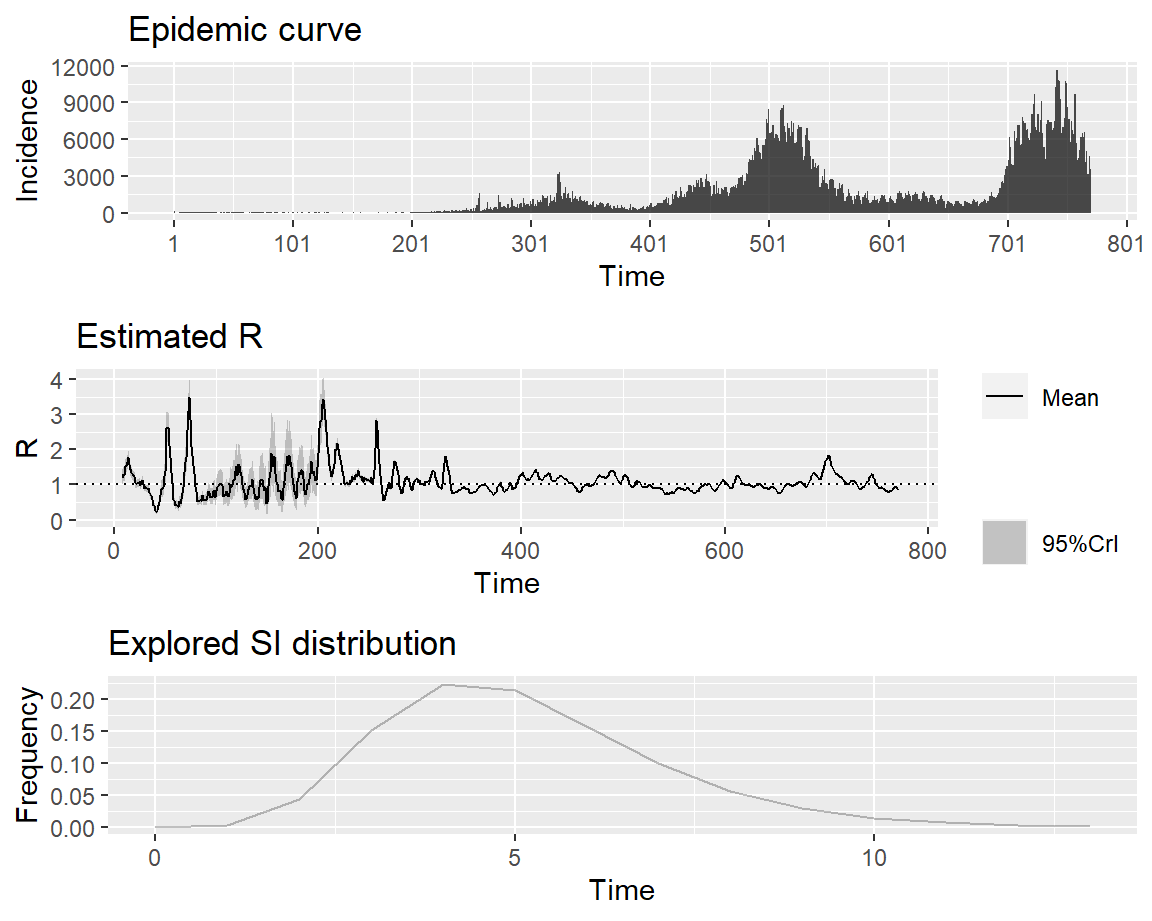 Epidemic curve
Incidence
12000
9000
6000
3000
0
1 101 201 301 401 501 601 701 801
Time
Estimated R
R
4
3
2
1
0
0 200 400 600 800
Time
Mean
95%CrI
Explored SI distribution
Frequency
0.20
0.15
0.10
0.05
0.00
0 5 10
Time